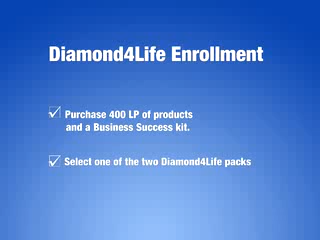 Diamond4Life Enrollment
Purchase 400 LP of products
and a Business Success kit.
Select one of the two Diamond4Life packs